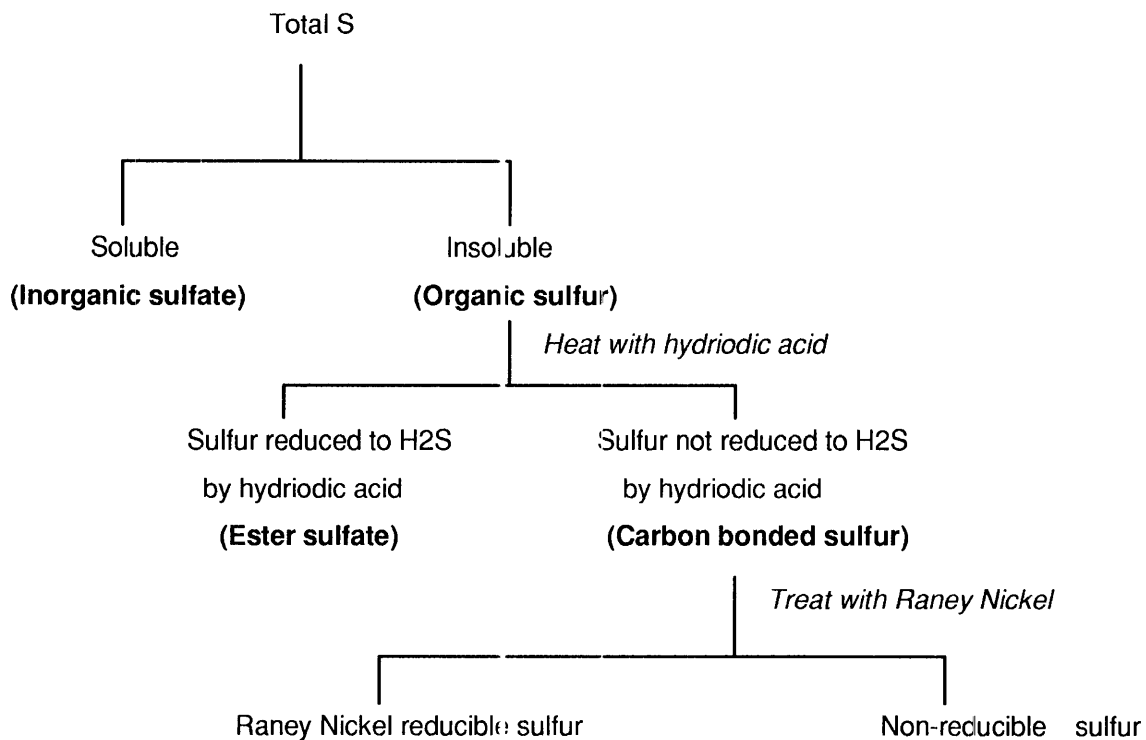 Total S
Soluble
Insoluble
(Inorganic sulfate)
(Organic sulfur)
Heat with hydriodic acid
Sulfur reduced to H2S
Sulfur not reduced to H2S
by hydriodic acid
by hydriodic acid
(Ester sulfate)
(Carbon bonded sulfur)
Treat with Raney Nickel
Raney Nickel reducible sulfur
Non-reducible sulfur